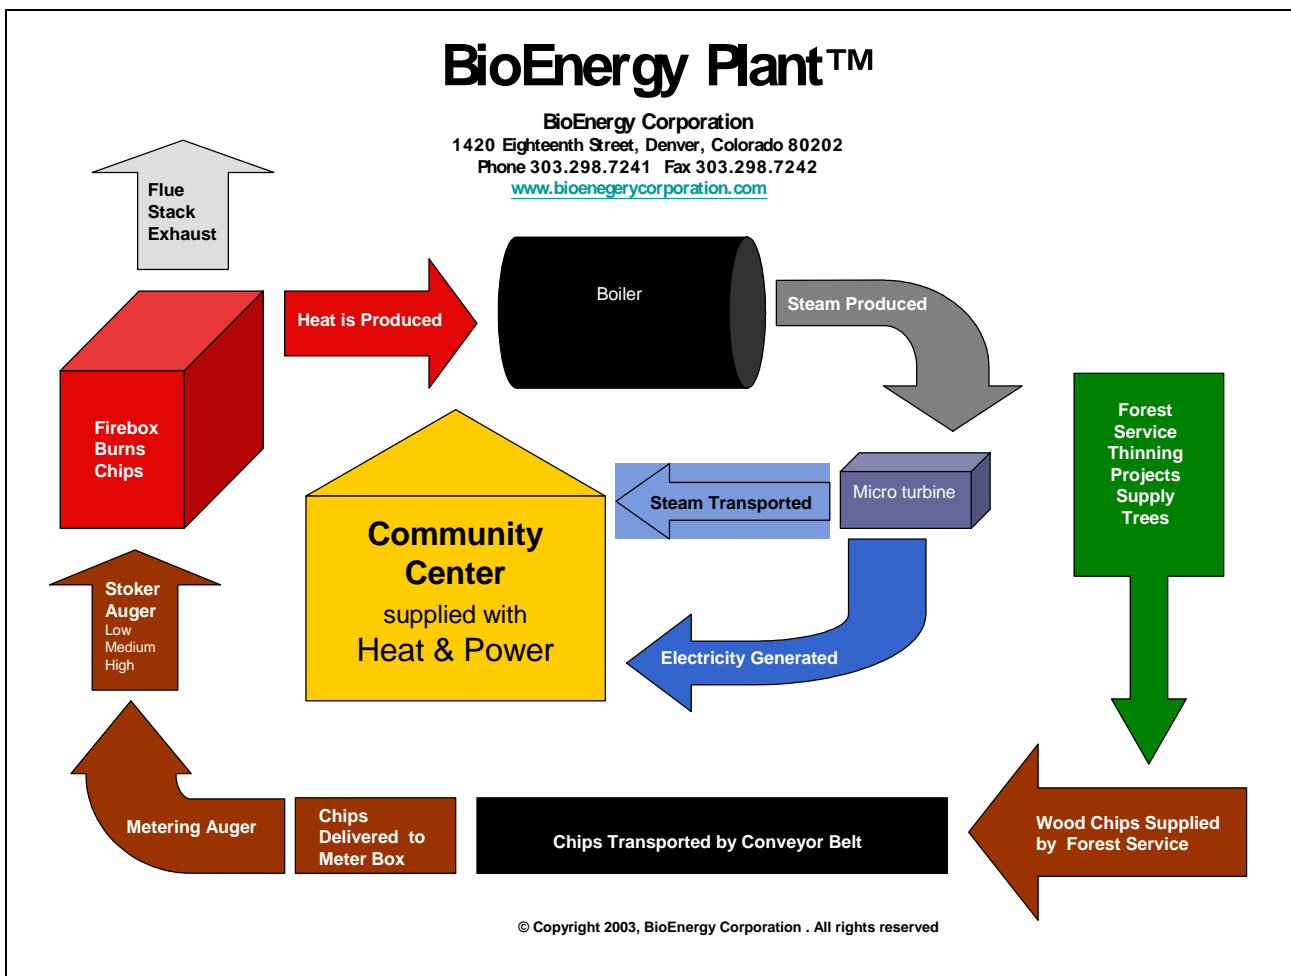 BioEnergy Plant™
BioEnergy Corporation
1420 Eighteenth Street, Denver, Colorado 80202
Phone 303.298.7241 Fax 303.298.7242
www.bioenegerycorporation.com
Flue
Stack
Exhaust
Heat is Produced
Boiler
Steam Produced
Firebox
Burns
Chips
Forest
Service
Thinning
Projects
Supply
Trees
Steam Transported
Micro turbine
Community
Center
supplied with
Heat & Power
Stoker
Auger
Low
Medium
High
Electricity Generated
Metering Auger
Chips
Delivered to
Meter Box
Chips Transported by Conveyor Belt
Wood Chips Supplied
by Forest Service
© Copyright 2003, BioEnergy Corporation . All rights reserved